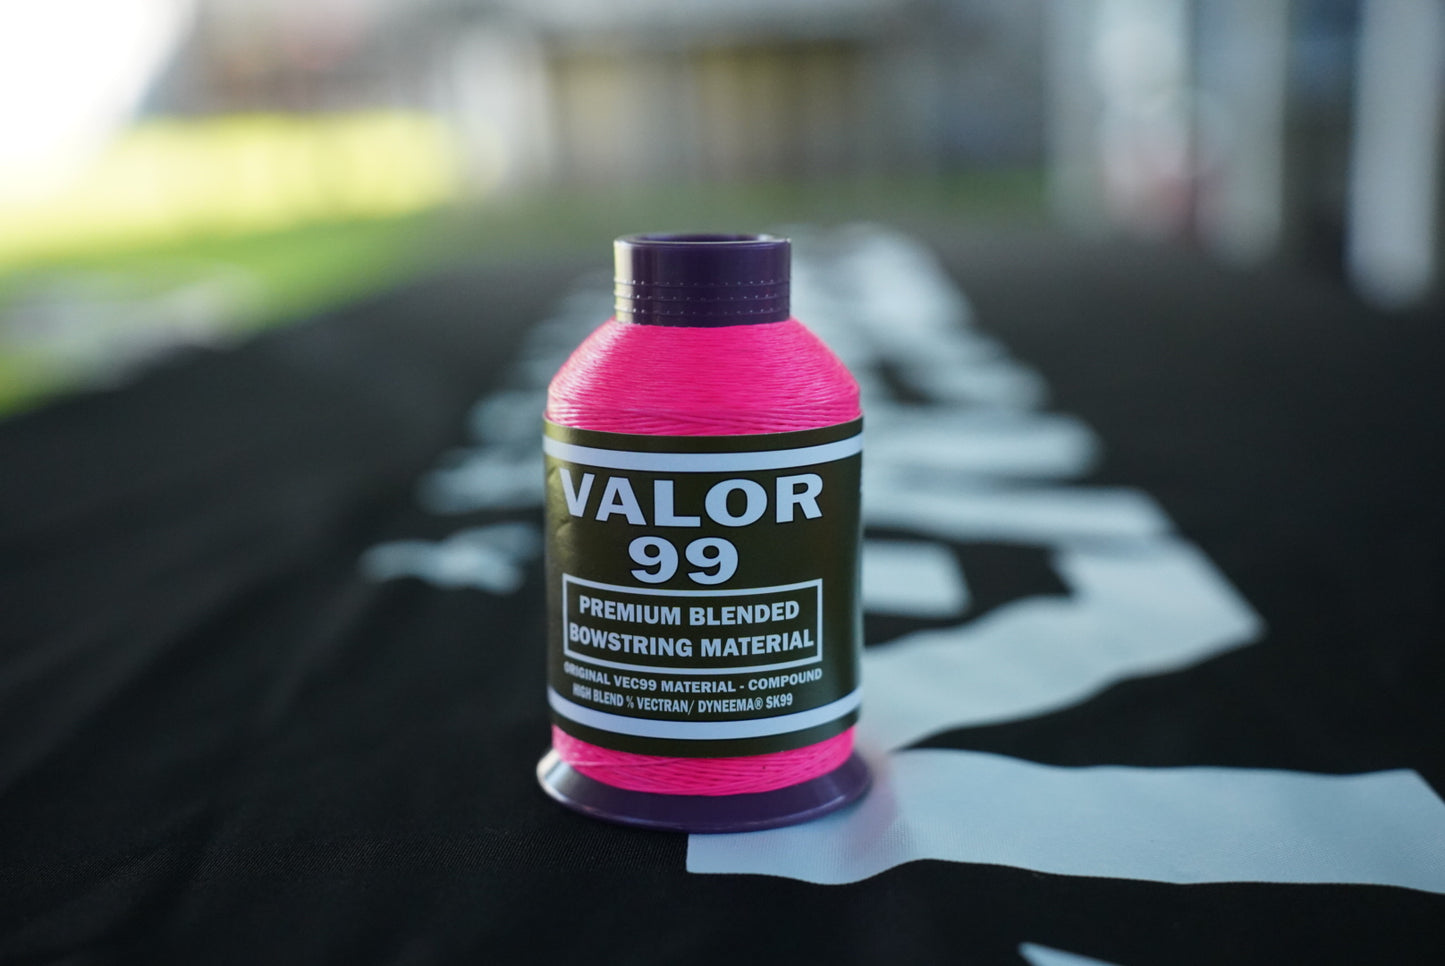 VALOR
99
PREMIUM BLENDED
BOWSTRING MATERIAL
ORIGINAL VEC99 MATERIAL - COMPOUND
HIGH BLEND % VECTRAN/ DYNEEMA® SK99